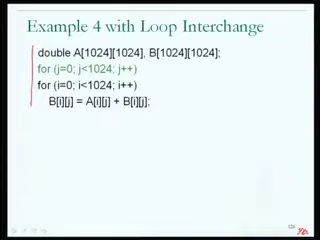 Example 4 with Loop Interchange
double A[1024][1024], B[1024][1024];
for (j=0; j<1024; j++)
for (i=0; i<1024; i++)
B[i][j] = A[i][j] + B[i][j];